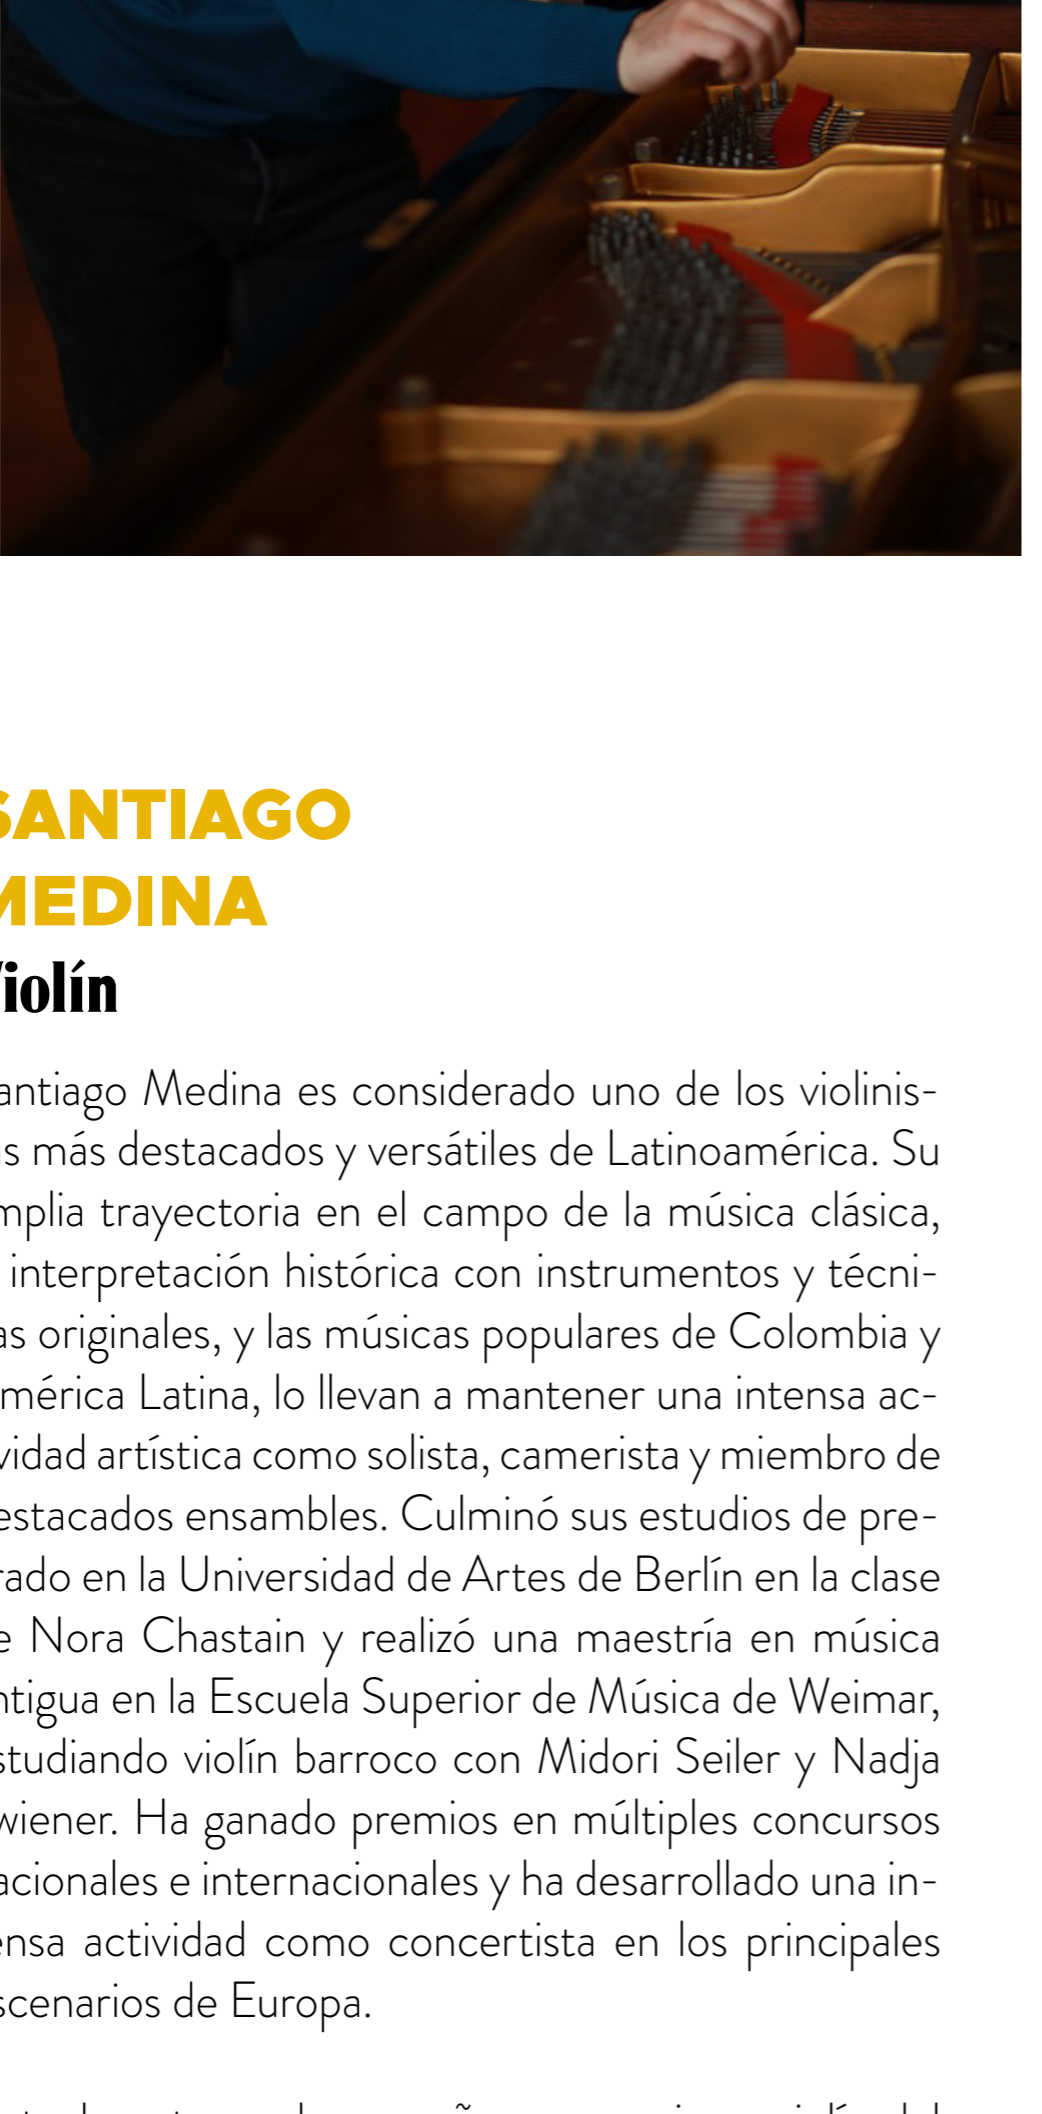 SANTIAGO
MEDINA
Violín
antiago Medina es considerado uno de los violinis-
as más destacados y versátiles de Latinoamérica. Su
mplia trayectoria en el campo de la música clásica,
interpretación histórica con instrumentos y técni-
as originales, y las músicas populares de Colombia y
mérica Latina, lo llevan a mantener una intensa ac-
vidad artística como solista, camerista y miembro de
estacados ensambles. Culminó sus estudios de pre-
rado en la Universidad de Artes de Berlín en la clase
e Nora Chastain y realizó una maestría en música
ntigua en la Escuela Superior de Música de Weimar,
studiando violín barroco con Midori Seiler y Nadja
wiener. Ha ganado premios en múltiples concursos
acionales e internacionales y ha desarrollado una in-
ensa actividad como concertista en los principales
scenarios de Europa.